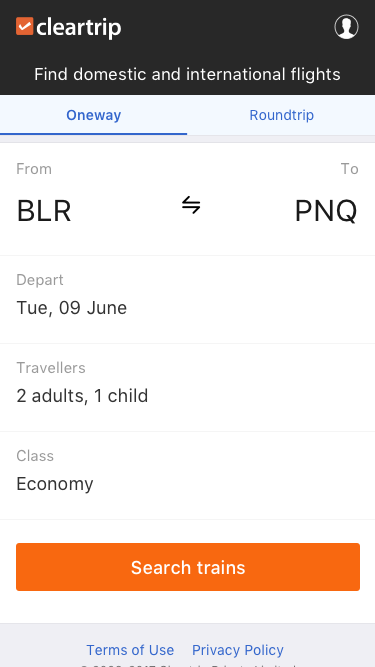 cleartrip
Find domestic and international flights
Oneway Roundtrip
From To
BLR PNQ
Depart
Tue, 09 June
Travellers
2 adults, 1 child
Class
Economy
Search trains
Terms of Use Privacy Policy